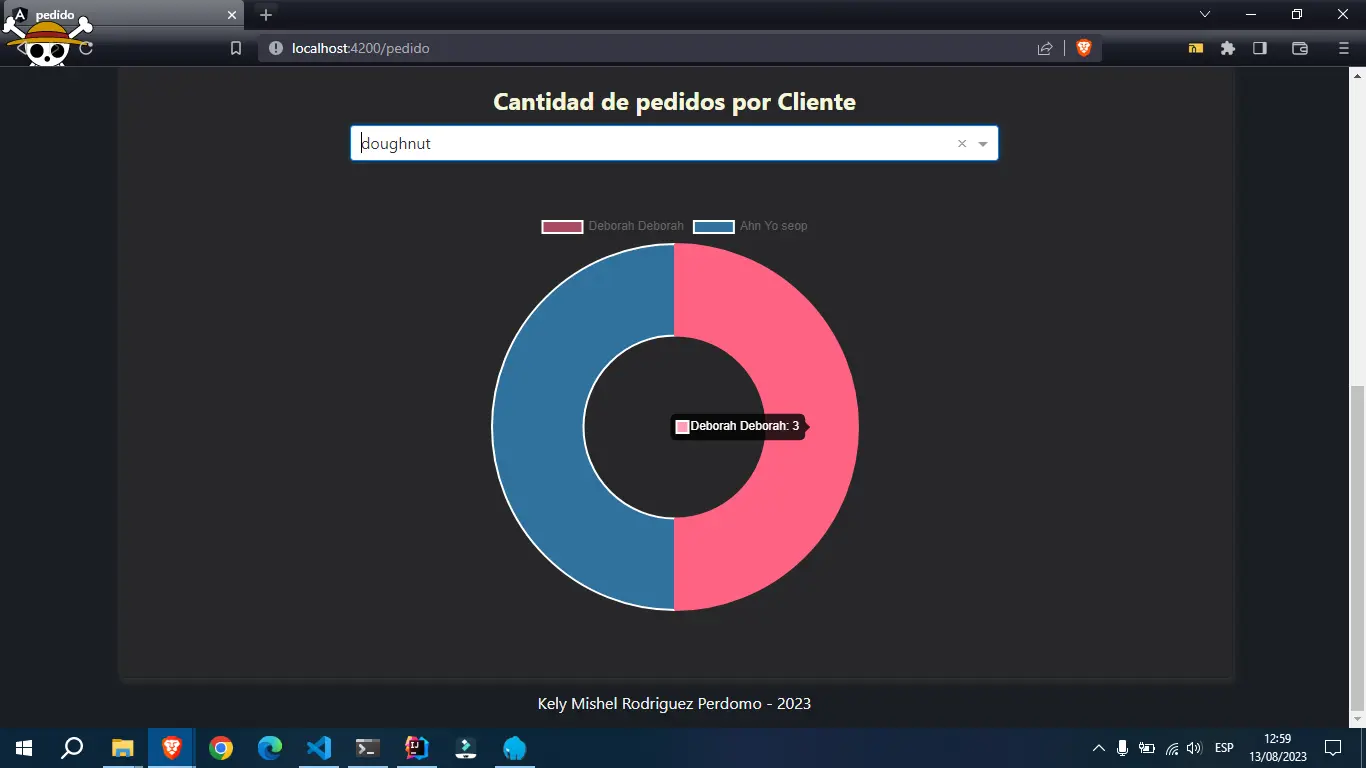 pedido
localhost:4200/pedido
Cantidad de pedidos por Cliente
doughnut
Deborah Deborah Ahn Yo seop
Deborah Deborah: 3
Kely Mishel Rodriguez Perdomo - 2023
ESP
12:59
13/08/2023